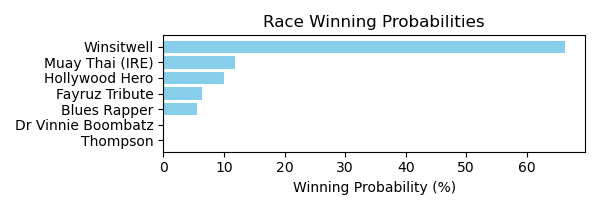 Race Winning Probabilities
Winsitwell
Muay Thai (IRE)
Hollywood Hero
Fayruz Tribute
Blues Rapper
Dr Vinnie Boombatz
Thompson
0 10 20 30 40 50 60
Winning Probability (%)